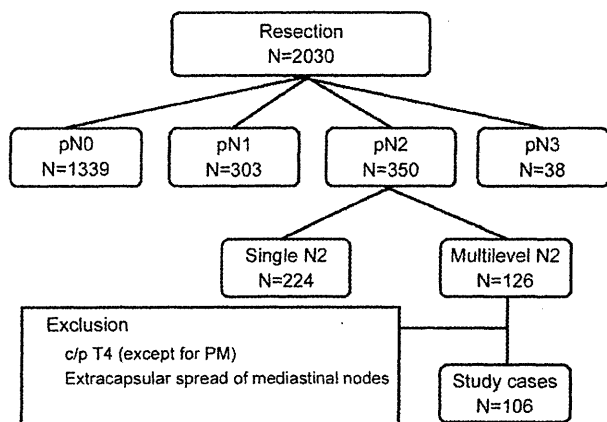 Resection
N=2030
pN0
N=1339
pN1
N=303
pN2
N=350
pN3
N=38
Single N2
N=224
Multilevel N2
N=126
Exclusion
c/p T4 (except for PM)
Extracapsular spread of mediastinal nodes
Study cases
N=106